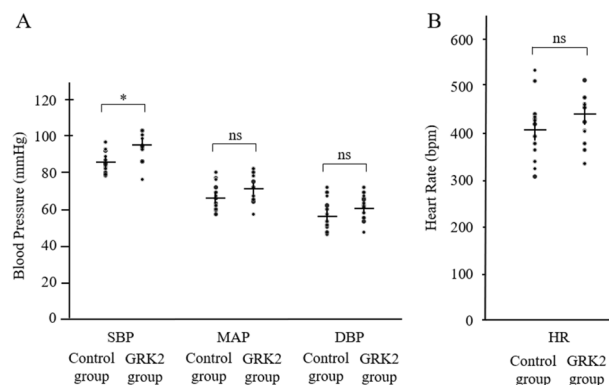 A
Blood Pressure (mmHg)
120
100
80
60
40
20
0
*
ns
ns
SBP
MAP
DBP
Control group
GRK2 group
Control group
GRK2 group
Control group
GRK2 group
B
Heart Rate (bpm)
600
500
400
300
200
100
0
ns
HR
Control group
GRK2 group